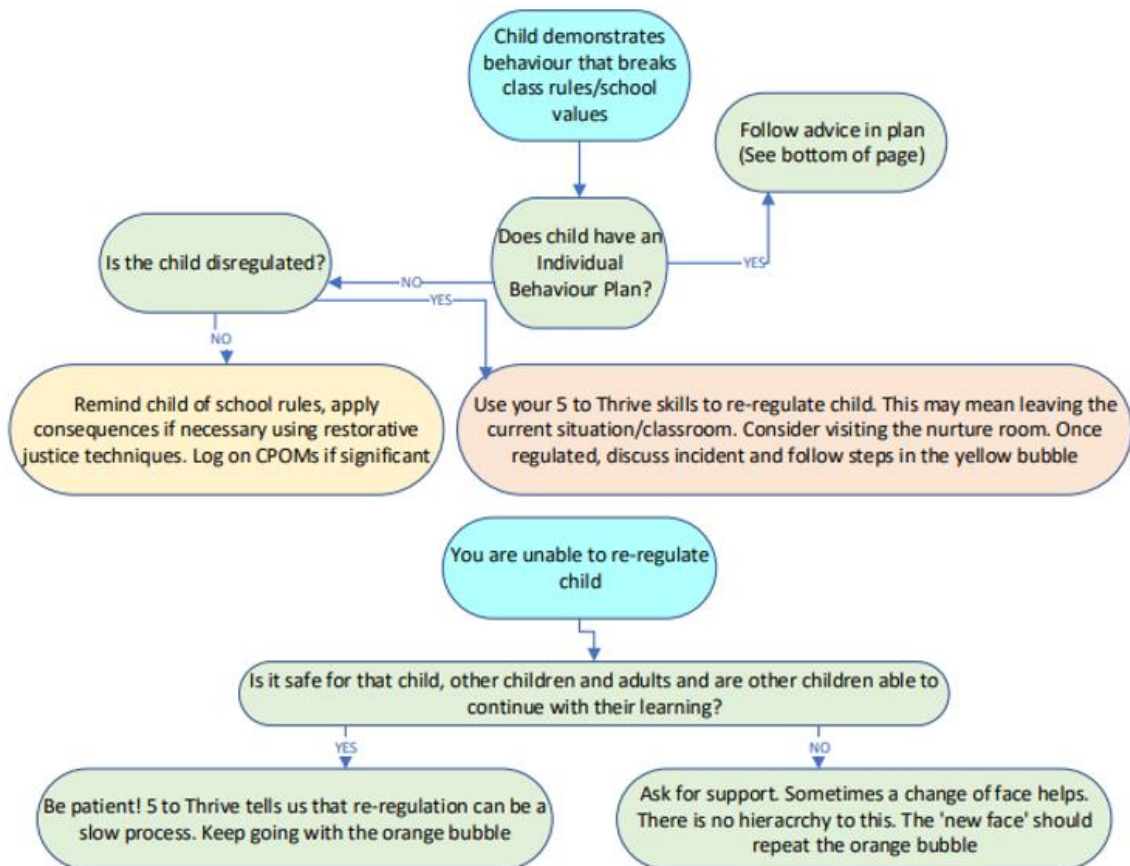 Child demonstrates
behaviour that breaks
class rules/school
values
Follow advice in plan
(See bottom of page)
Does child have an
Individual
Behaviour Plan?
YES
Is the child disregulated?
NO
YES
NO
Remind child of school rules, apply
consequences if necessary using restorative
justice techniques. Log on CPOMs if significant
Use your 5 to Thrive skills to re-regulate child. This may mean leaving the
current situation/classroom. Consider visiting the nurture room. Once
regulated, discuss incident and follow steps in the yellow bubble
You are unable to re-regulate
child
Is it safe for that child, other children and adults and are other children able to
continue with their learning?
YES
NO
Be patient! 5 to Thrive tells us that re-regulation can be a
slow process. Keep going with the orange bubble
Ask for support. Sometimes a change of face helps.
There is no hieracrchy to this. The 'new face' should
repeat the orange bubble